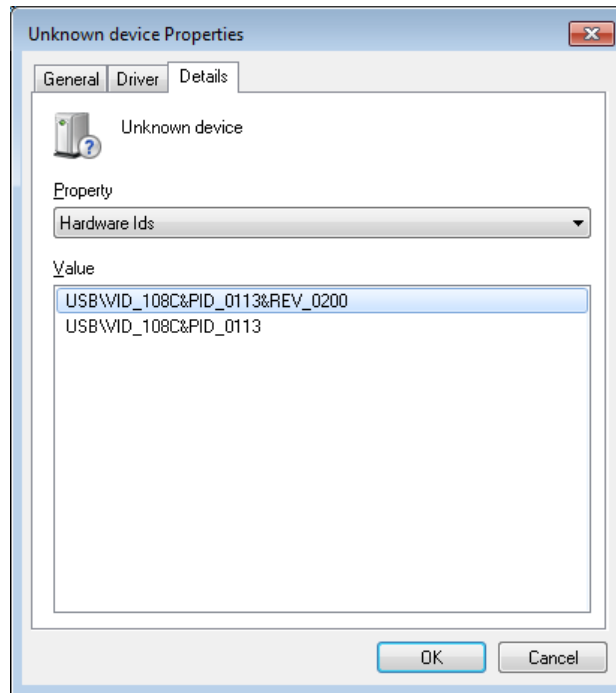 Unknown device Properties
General Driver Details
Unknown device
Property
Hardware Ids
Value
USB\VID_108C&PID_0113&REV_0200
USB\VID_108C&PID_0113
OK Cancel